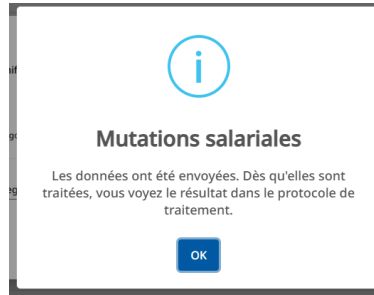 Mutations salariales
Les données ont été envoyées. Dès qu'elles sont
traitées, vous voyez le résultat dans le protocole de
traitement.
OK